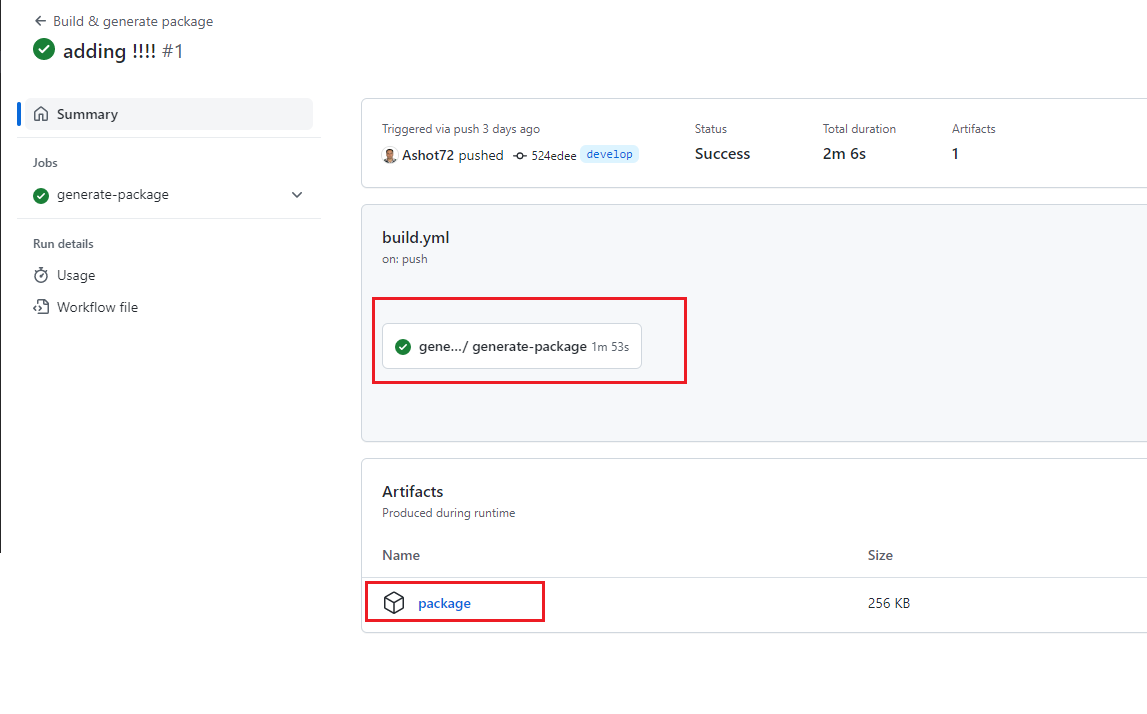 Build & generate package
adding !!!! #1
Summary
Jobs
generate-package
Run details
Usage
Workflow file
Triggered via push 3 days ago
Ashot72 pushed 524edee develop
Status
Success
Total duration
2m 6s
Artifacts
1
build.yml
on: push
gene.../ generate-package 1m 53s
Artifacts
Produced during runtime
Name Size
package 256 KB